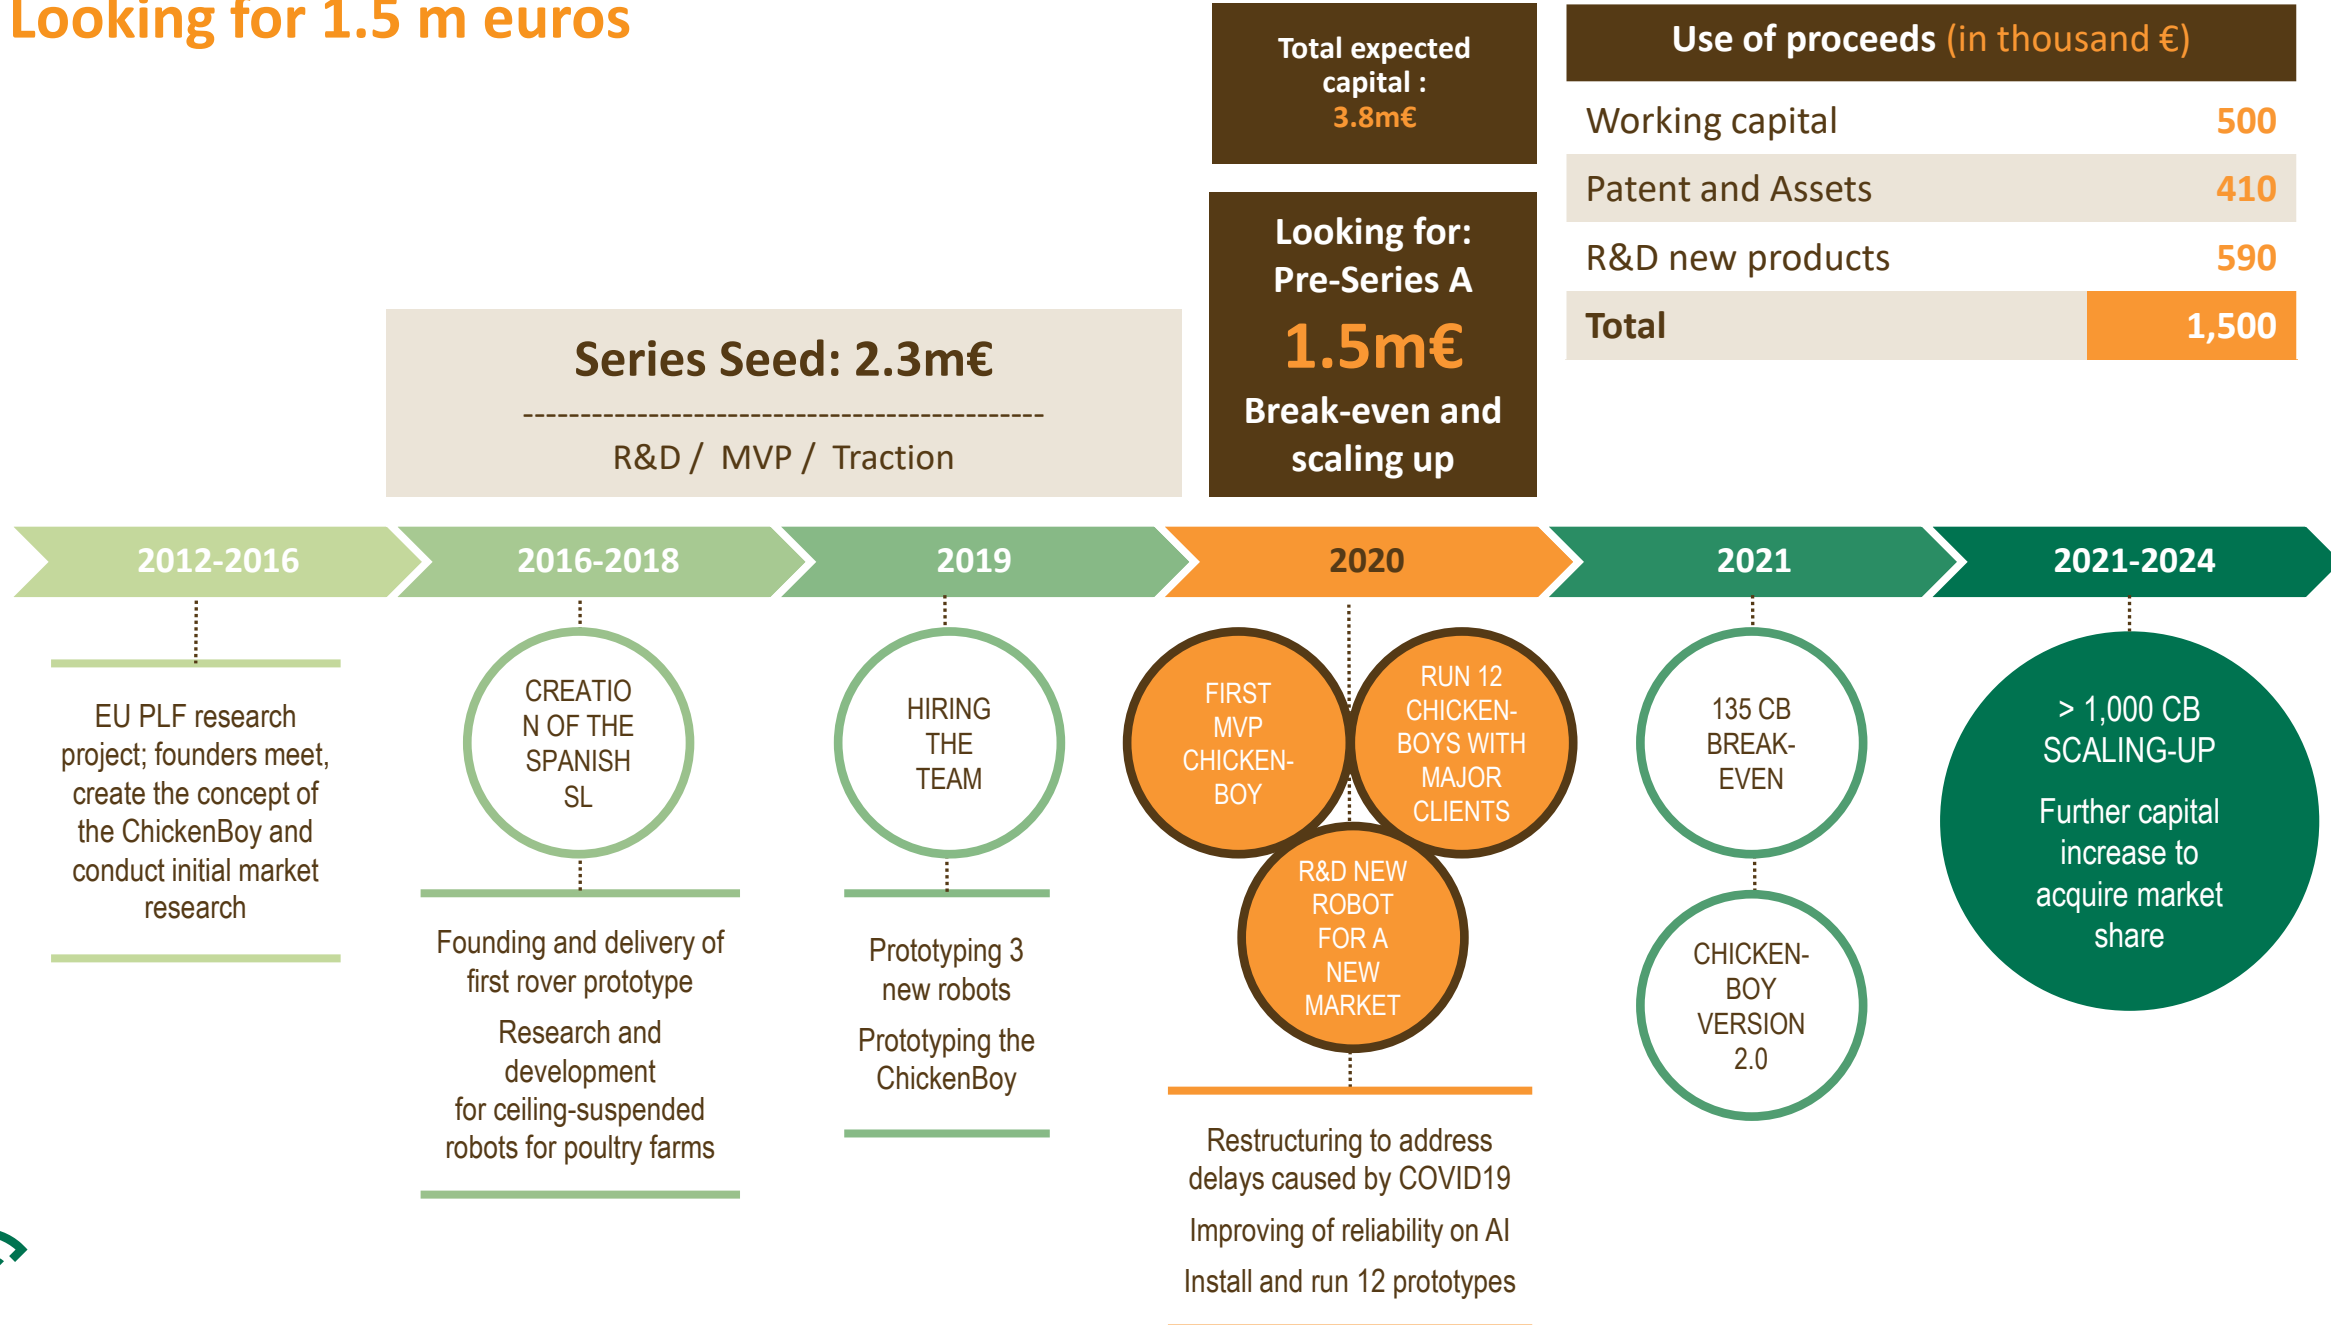 Looking for 1.5 m euros
Total expected
capital :
3.8m€
Use of proceeds (in thousand €)
Working capital 500
Patent and Assets 410
R&D new products 590
Total 1,500
Looking for:
Pre-Series A
1.5m€
Break-even and
scaling up
Series Seed: 2.3m€
----------------------------------------------
R&D / MVP / Traction
2012-2016
2016-2018
2019
2020
2021
2021-2024
EU PLF research
project; founders meet,
create the concept of
the ChickenBoy and
conduct initial market
research
CREATIO
N OF THE
SPANISH
SL
Founding and delivery of
first rover prototype
Research and
development
for ceiling-suspended
robots for poultry farms
HIRING
THE
TEAM
Prototyping 3
new robots
Prototyping the
ChickenBoy
FIRST
MVP
CHICKEN-
BOY
RUN 12
CHICKEN-
BOYS WITH
MAJOR
CLIENTS
R&D NEW
ROBOT
FOR A
NEW
MARKET
Restructuring to address
delays caused by COVID19
Improving of reliability on AI
Install and run 12 prototypes
135 CB
BREAK-
EVEN
CHICKEN-
BOY
VERSION
2.0
> 1,000 CB
SCALING-UP
Further capital
increase to
acquire market
share